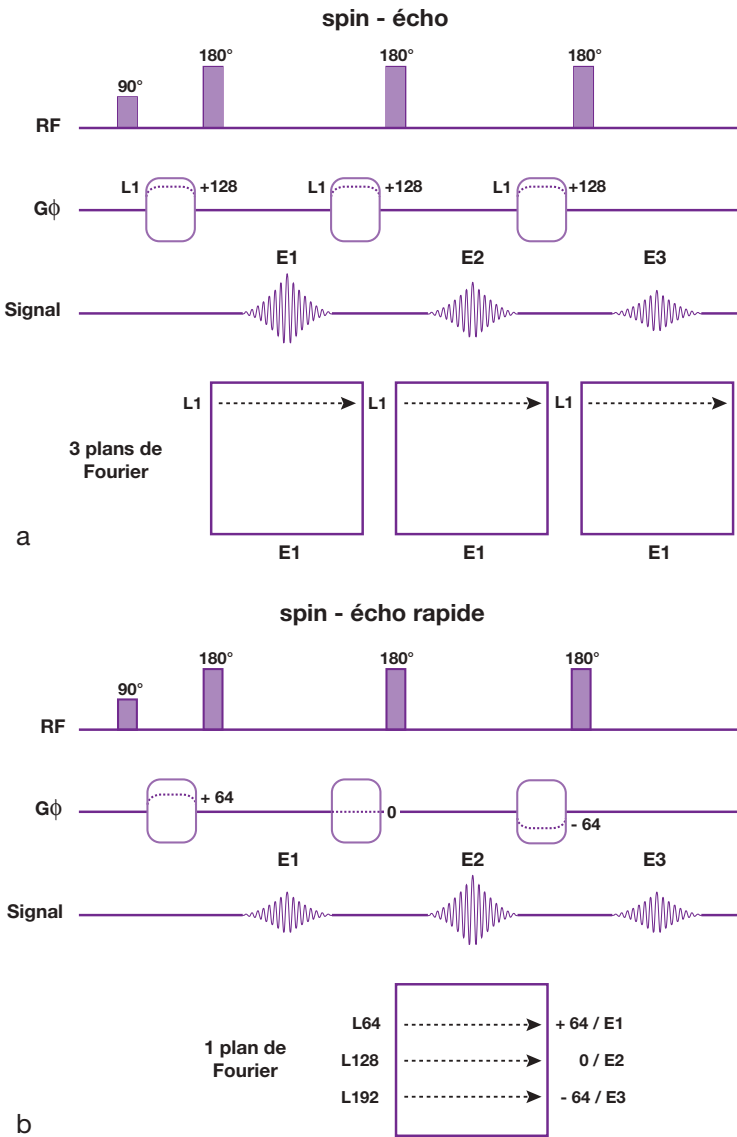 spin - écho
90° 180° 180° 180°
RF
L1 +128 L1 +128 L1 +128
Gϕ
E1 E2 E3
Signal
L1 L1 L1
3 plans de
Fourier
E1 E1 E1
a
spin - écho rapide
90° 180° 180° 180°
RF
+ 64 0 - 64
Gϕ
E1 E2 E3
Signal
L64 + 64 / E1
1 plan de
Fourier
L128 0 / E2
L192 - 64 / E3
b